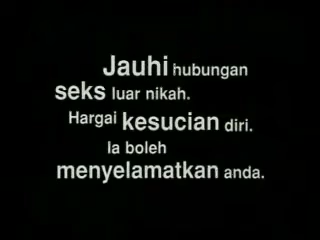 Jauhi hubungan
seks luar nikah.
Hargai kesucian diri.
Ia boleh
menyelamatkan anda.